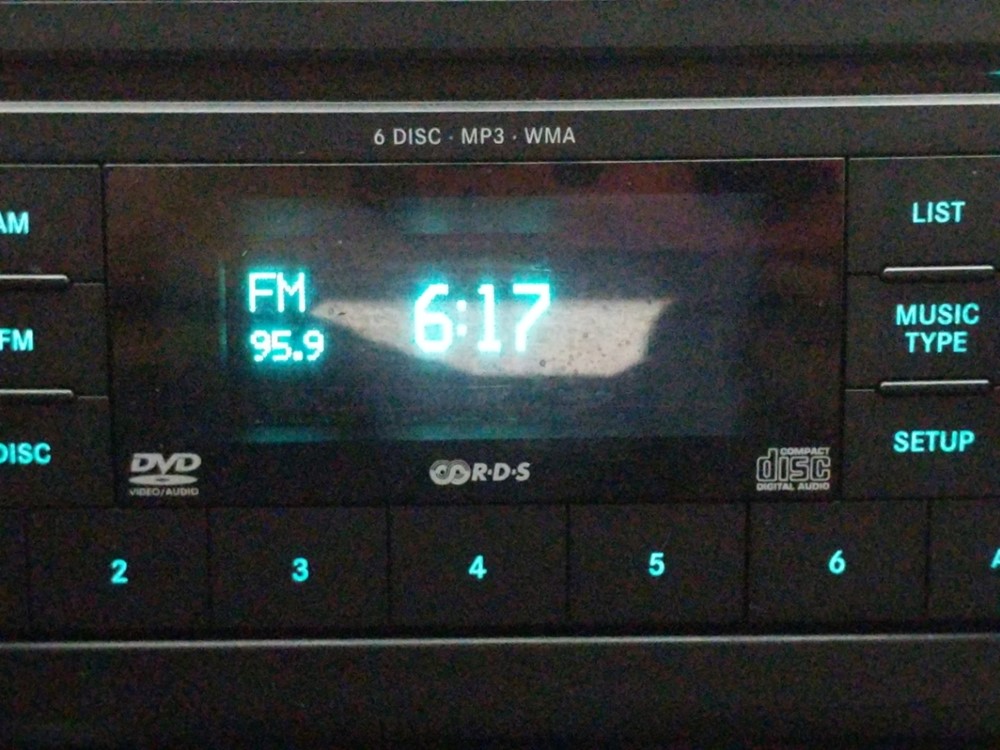 6 DISC · MP3 · WMA
AM
LIST
FM
6:17
95.9
FM
MUSIC
TYPE
DISC
SETUP
DVD
VIDEO/AUDIO
R·D·S
COMPACT
disc
DIGITAL AUDIO
2
3
4
5
6
A